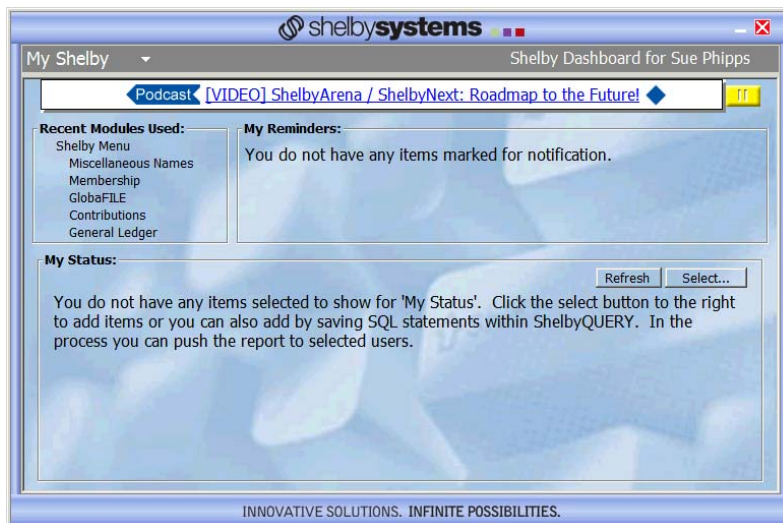 shelbysystems
My Shelby
Shelby Dashboard for Sue Phipps
Podcast [VIDEO] ShelbyArena / ShelbyNext: Roadmap to the Future!
Recent Modules Used:
Shelby Menu
Miscellaneous Names
Membership
GlobaFILE
Contributions
General Ledger
My Reminders:
You do not have any items marked for notification.
My Status:
Refresh Select...
You do not have any items selected to show for 'My Status'. Click the select button to the right
to add items or you can also add by saving SQL statements within ShelbyQUERY. In the
process you can push the report to selected users.
INNOVATIVE SOLUTIONS. INFINITE POSSIBILITIES.